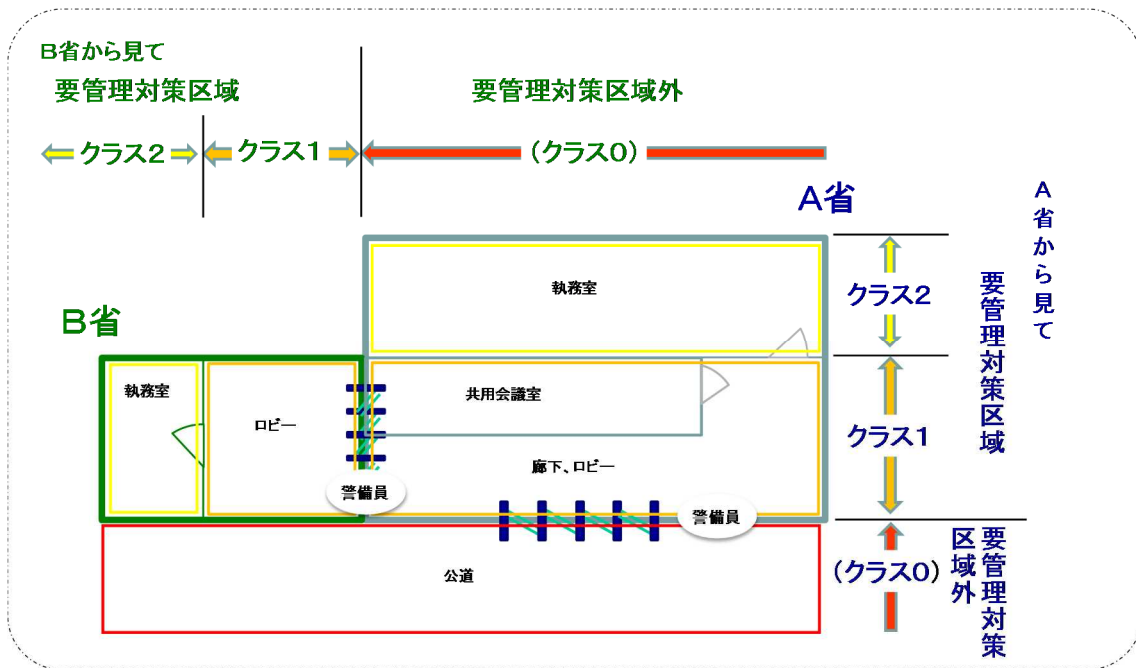 B省から見て
要管理対策区域
要管理対策区域外
クラス2
クラス1
(クラス0)
A省
A省から見て
執務室
クラス2
要管理対策区域
B省
執務室
ロビー
共用会議室
クラス1
廊下、ロビー
警備員
警備員
公道
(クラス0)
要管理対策
区域外